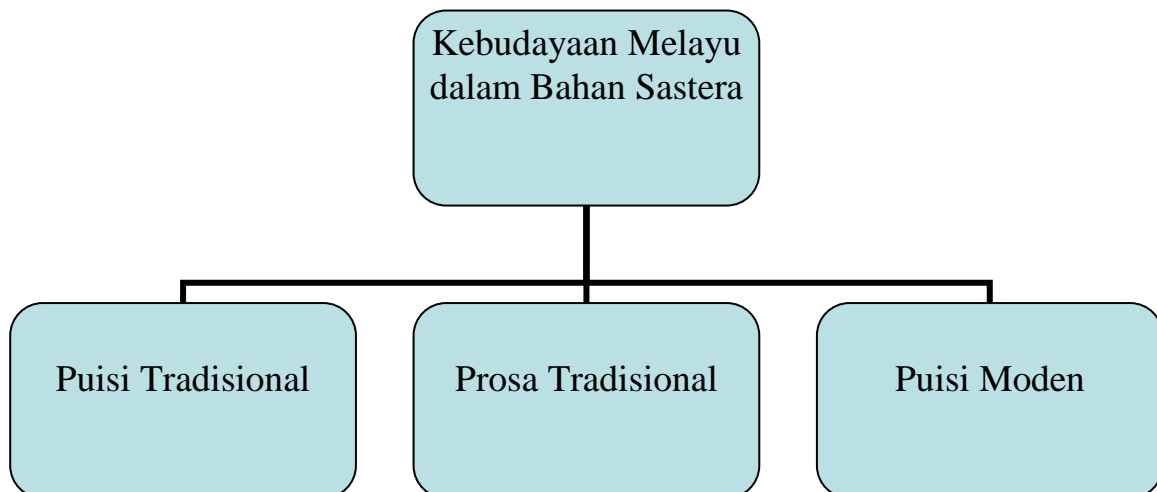 Kebudayaan Melayu
dalam Bahan Sastera
Puisi Tradisional
Prosa Tradisional
Puisi Moden